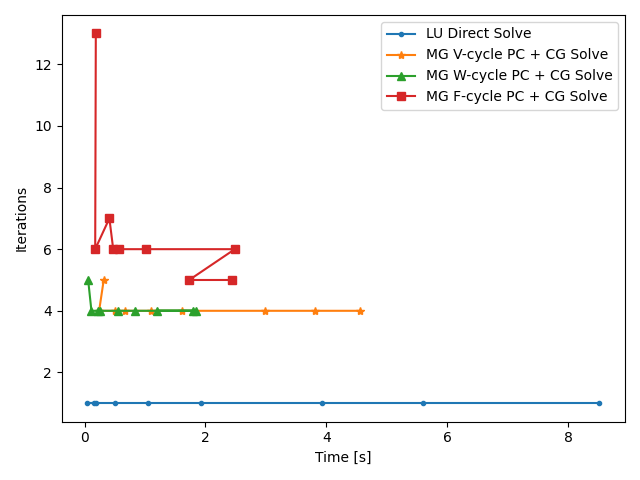 LU Direct Solve
MG V-cycle PC + CG Solve
MG W-cycle PC + CG Solve
MG F-cycle PC + CG Solve
Iterations
12
10
8
6
4
2
0 2 4 6 8
Time [s]